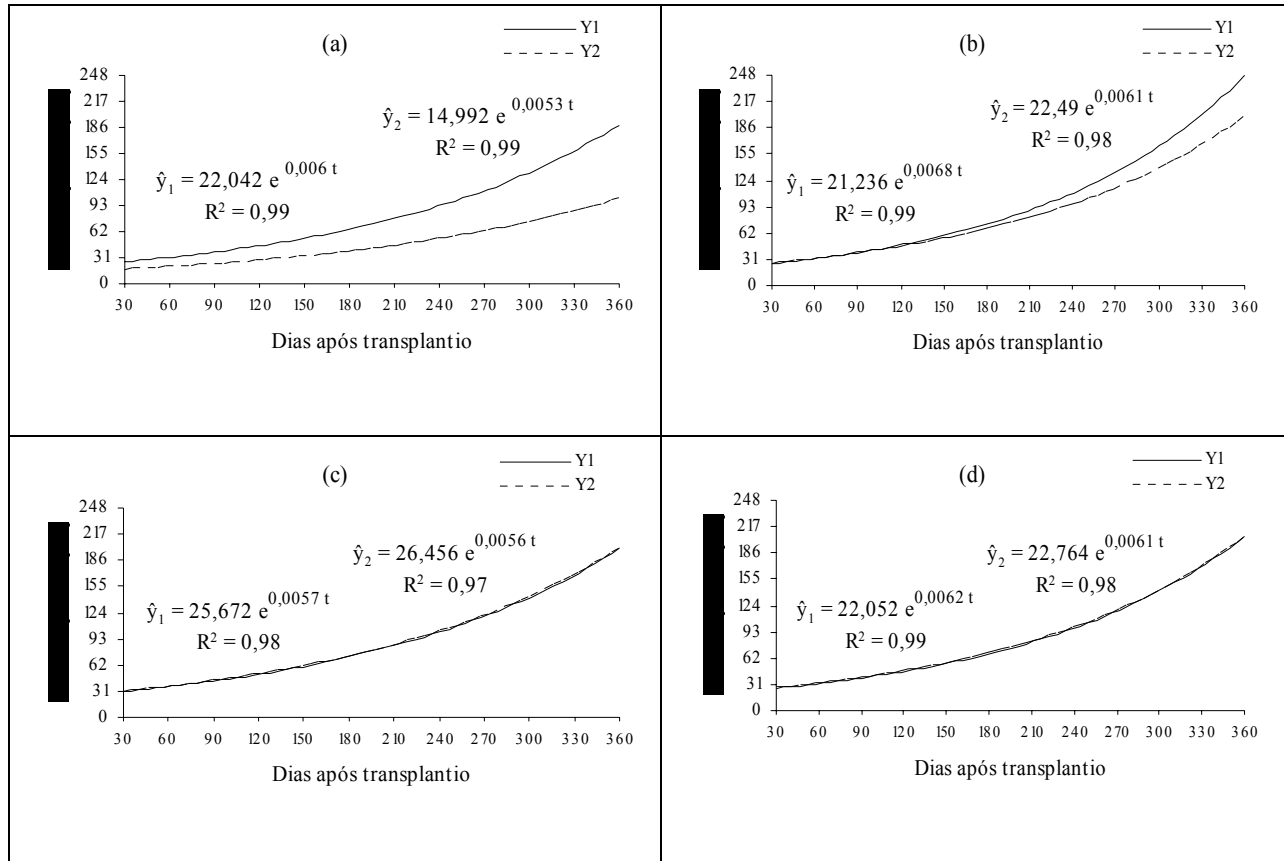 (a)
Y1
Y2
248
217
186
155
124
93
62
31
0
ŷ2 = 14,992 e^0,0053 t
R² = 0,99
ŷ1 = 22,042 e^0,006 t
R² = 0,99
30 60 90 120 150 180 210 240 270 300 330 360
Dias após transplantio
(b)
Y1
Y2
248
217
186
155
124
93
62
31
0
ŷ2 = 22,49 e^0,0061 t
R² = 0,98
ŷ1 = 21,236 e^0,0068 t
R² = 0,99
30 60 90 120 150 180 210 240 270 300 330 360
Dias após transplantio
(c)
Y1
Y2
248
217
186
155
124
93
62
31
0
ŷ2 = 26,456 e^0,0056 t
R² = 0,97
ŷ1 = 25,672 e^0,0057 t
R² = 0,98
30 60 90 120 150 180 210 240 270 300 330 360
Dias após transplantio
(d)
Y1
Y2
248
217
186
155
124
93
62
31
0
ŷ2 = 22,764 e^0,0061 t
R² = 0,98
ŷ1 = 22,052 e^0,0062 t
R² = 0,99
30 60 90 120 150 180 210 240 270 300 330 360
Dias após transplantio